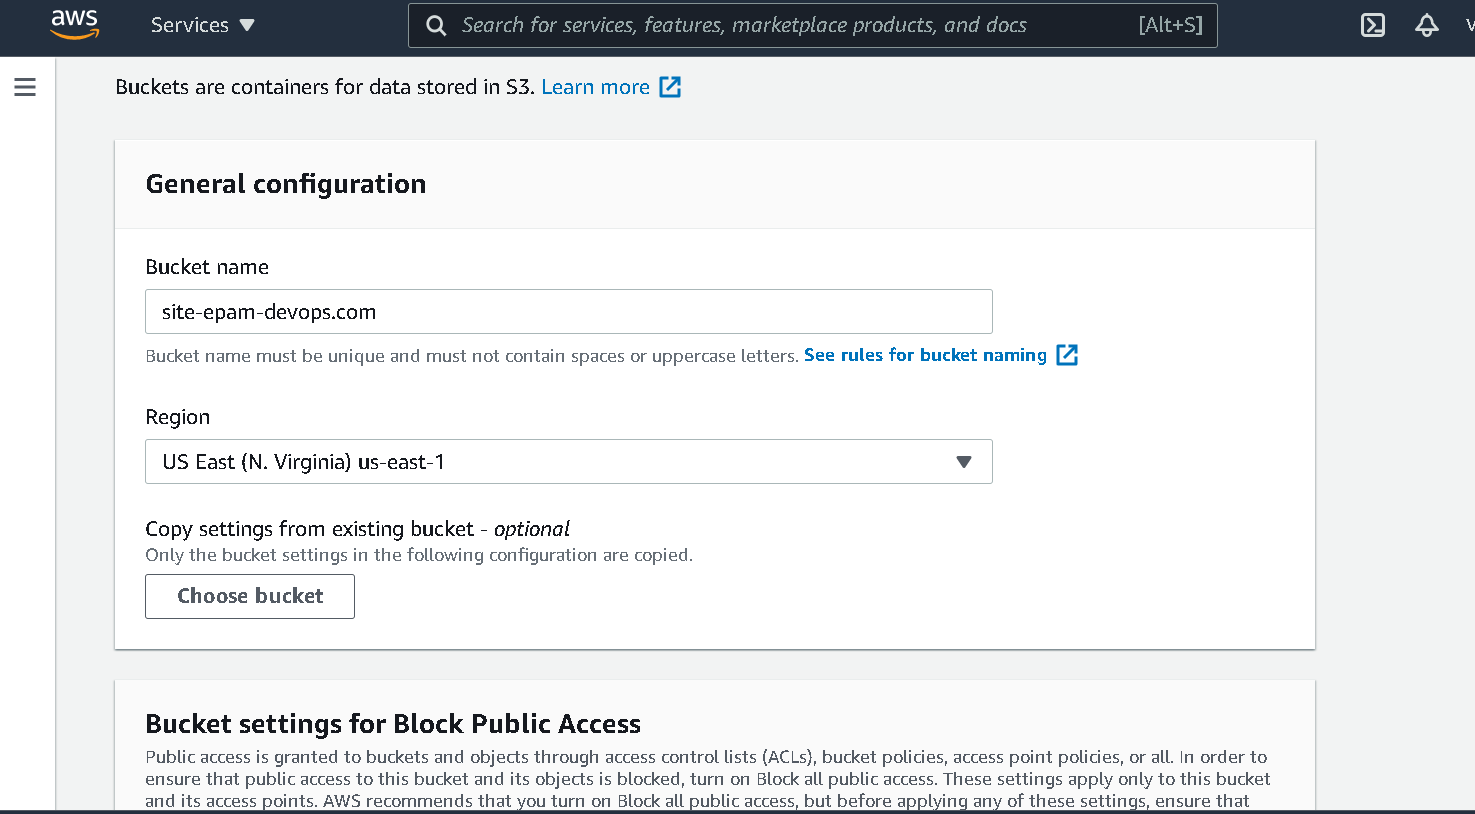 aws Services Search for services, features, marketplace products, and docs [Alt+S]
Buckets are containers for data stored in S3. Learn more
General configuration
Bucket name
site-epam-devops.com
Bucket name must be unique and must not contain spaces or uppercase letters. See rules for bucket naming
Region
US East (N. Virginia) us-east-1
Copy settings from existing bucket - optional
Only the bucket settings in the following configuration are copied.
Choose bucket
Bucket settings for Block Public Access
Public access is granted to buckets and objects through access control lists (ACLs), bucket policies, access point policies, or all. In order to
ensure that public access to this bucket and its objects is blocked, turn on Block all public access. These settings apply only to this bucket
and its access points. AWS recommends that you turn on Block all public access, but before applying any of these settings, ensure that